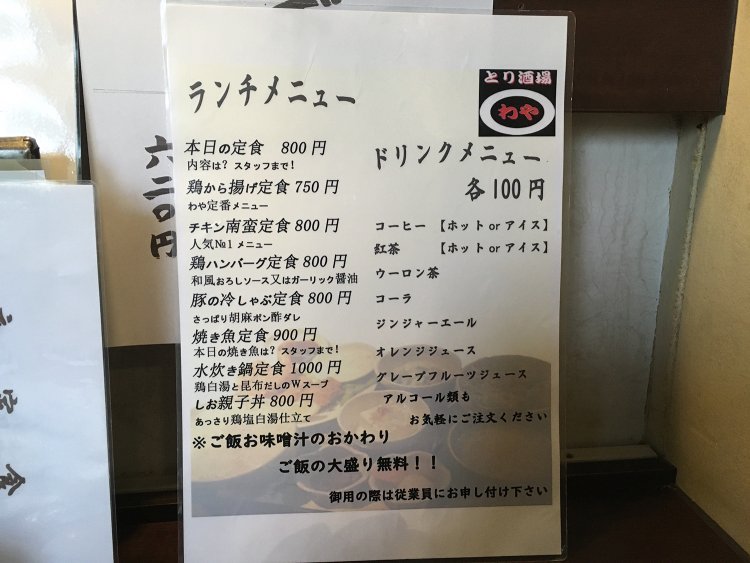 とり酒場
わや
ランチメニュー
本日の定食 800円
内容は?スタッフまで!
鶏から揚げ定食 750円
わや定番メニュー
チキン南蛮定食 800円
人気№1メニュー
鶏ハンバーグ定食 800円
和風おろしソース又はガーリック醤油
豚の冷しゃぶ定食 800円
さっぱり胡麻ポン酢ダレ
焼き魚定食 900円
本日の焼き魚は?スタッフまで!
水炊き鍋定食 1000円
鶏白湯と昆布だしのWスープ
しお親子丼 800円
あっさり鶏塩白湯仕立て
ドリンクメニュー
各100円
コーヒー 【ホット or アイス】
紅茶 【ホット or アイス】
ウーロン茶
コーラ
ジンジャーエール
オレンジジュース
グレープフルーツジュース
アルコール類も
お気軽にご注文ください
※ご飯お味噌汁のおかわり
ご飯の大盛り無料!!
御用の際は従業員にお申し付け下さい
六二〇円